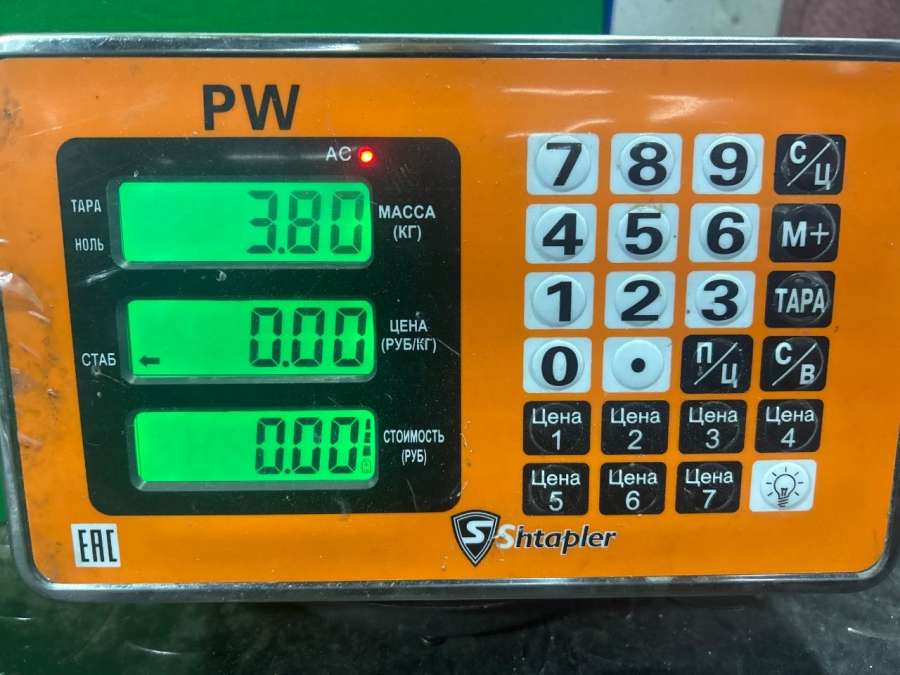 PW
AC
ТАРА
НОЛЬ
3.80
МАССА
(КГ)
СТАБ
0.00
ЦЕНА
(РУБ/КГ)
0.00
СТОИМОСТЬ
(РУБ)
7 8 9 С/Ц
4 5 6 М+
1 2 3 ТАРА
0 • П/Ц С/В
Цена 1 Цена 2 Цена 3 Цена 4
Цена 5 Цена 6 Цена 7
EAC
S Shtapler